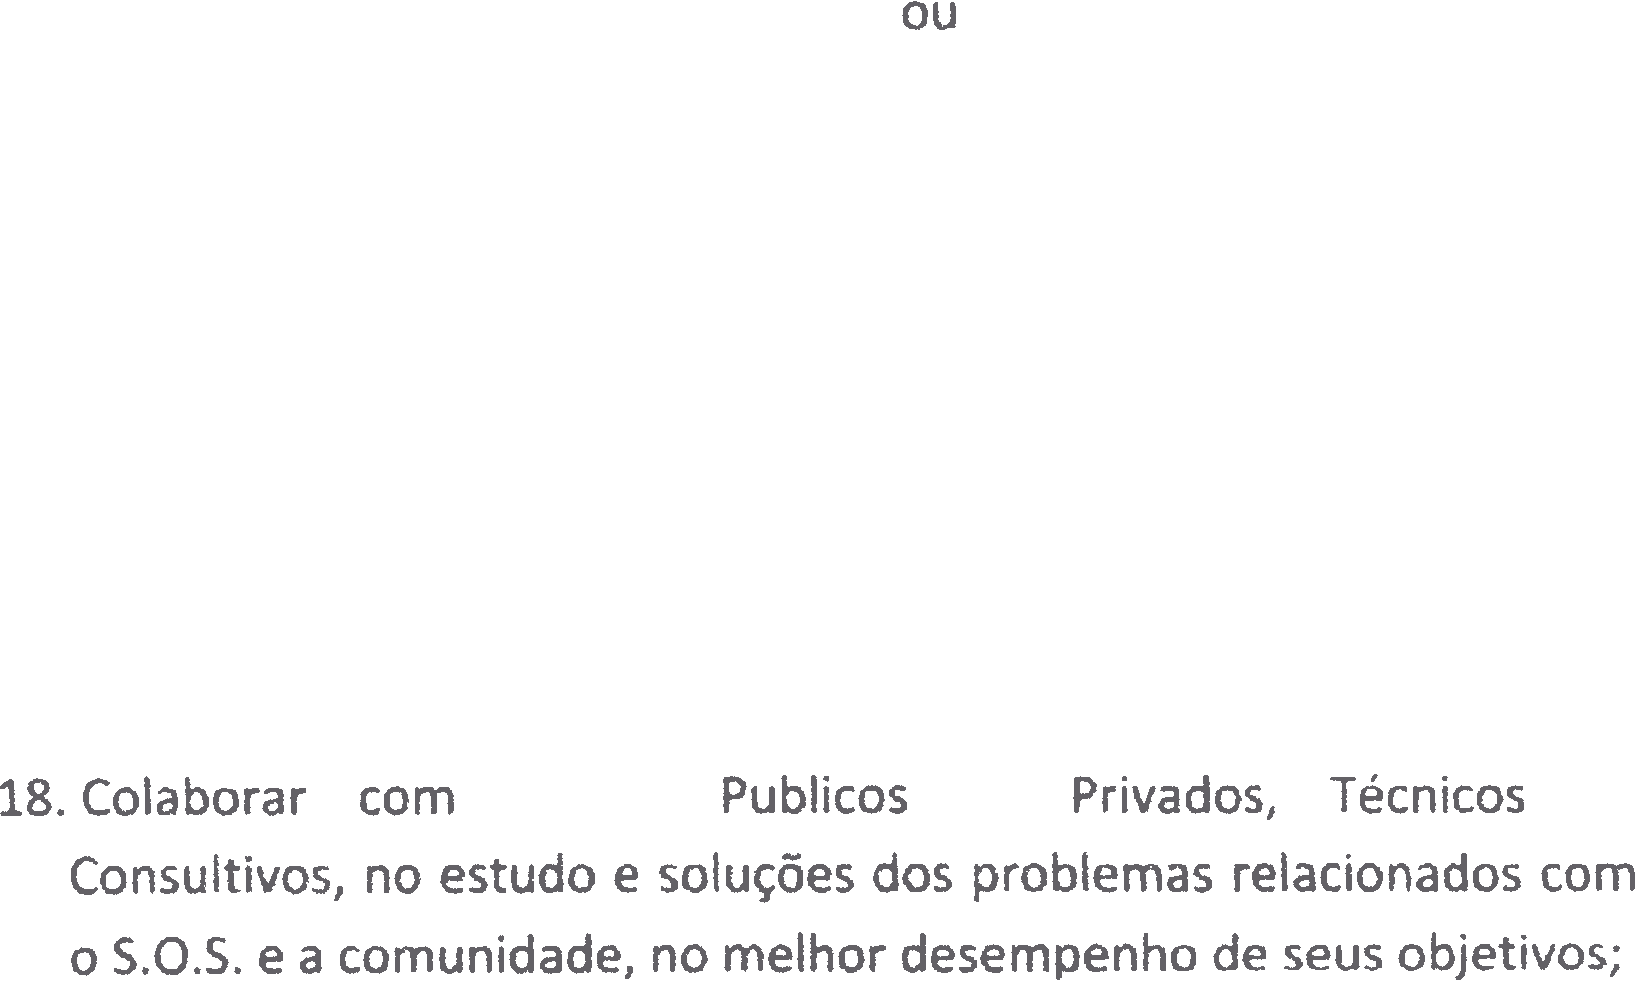 ou
18. Colaborar com Publicos Privados, Técnicos
Consultivos, no estudo e soluções dos problemas relacionados com
o S.O.S. e a comunidade, no melhor desempenho de seus objetivos;